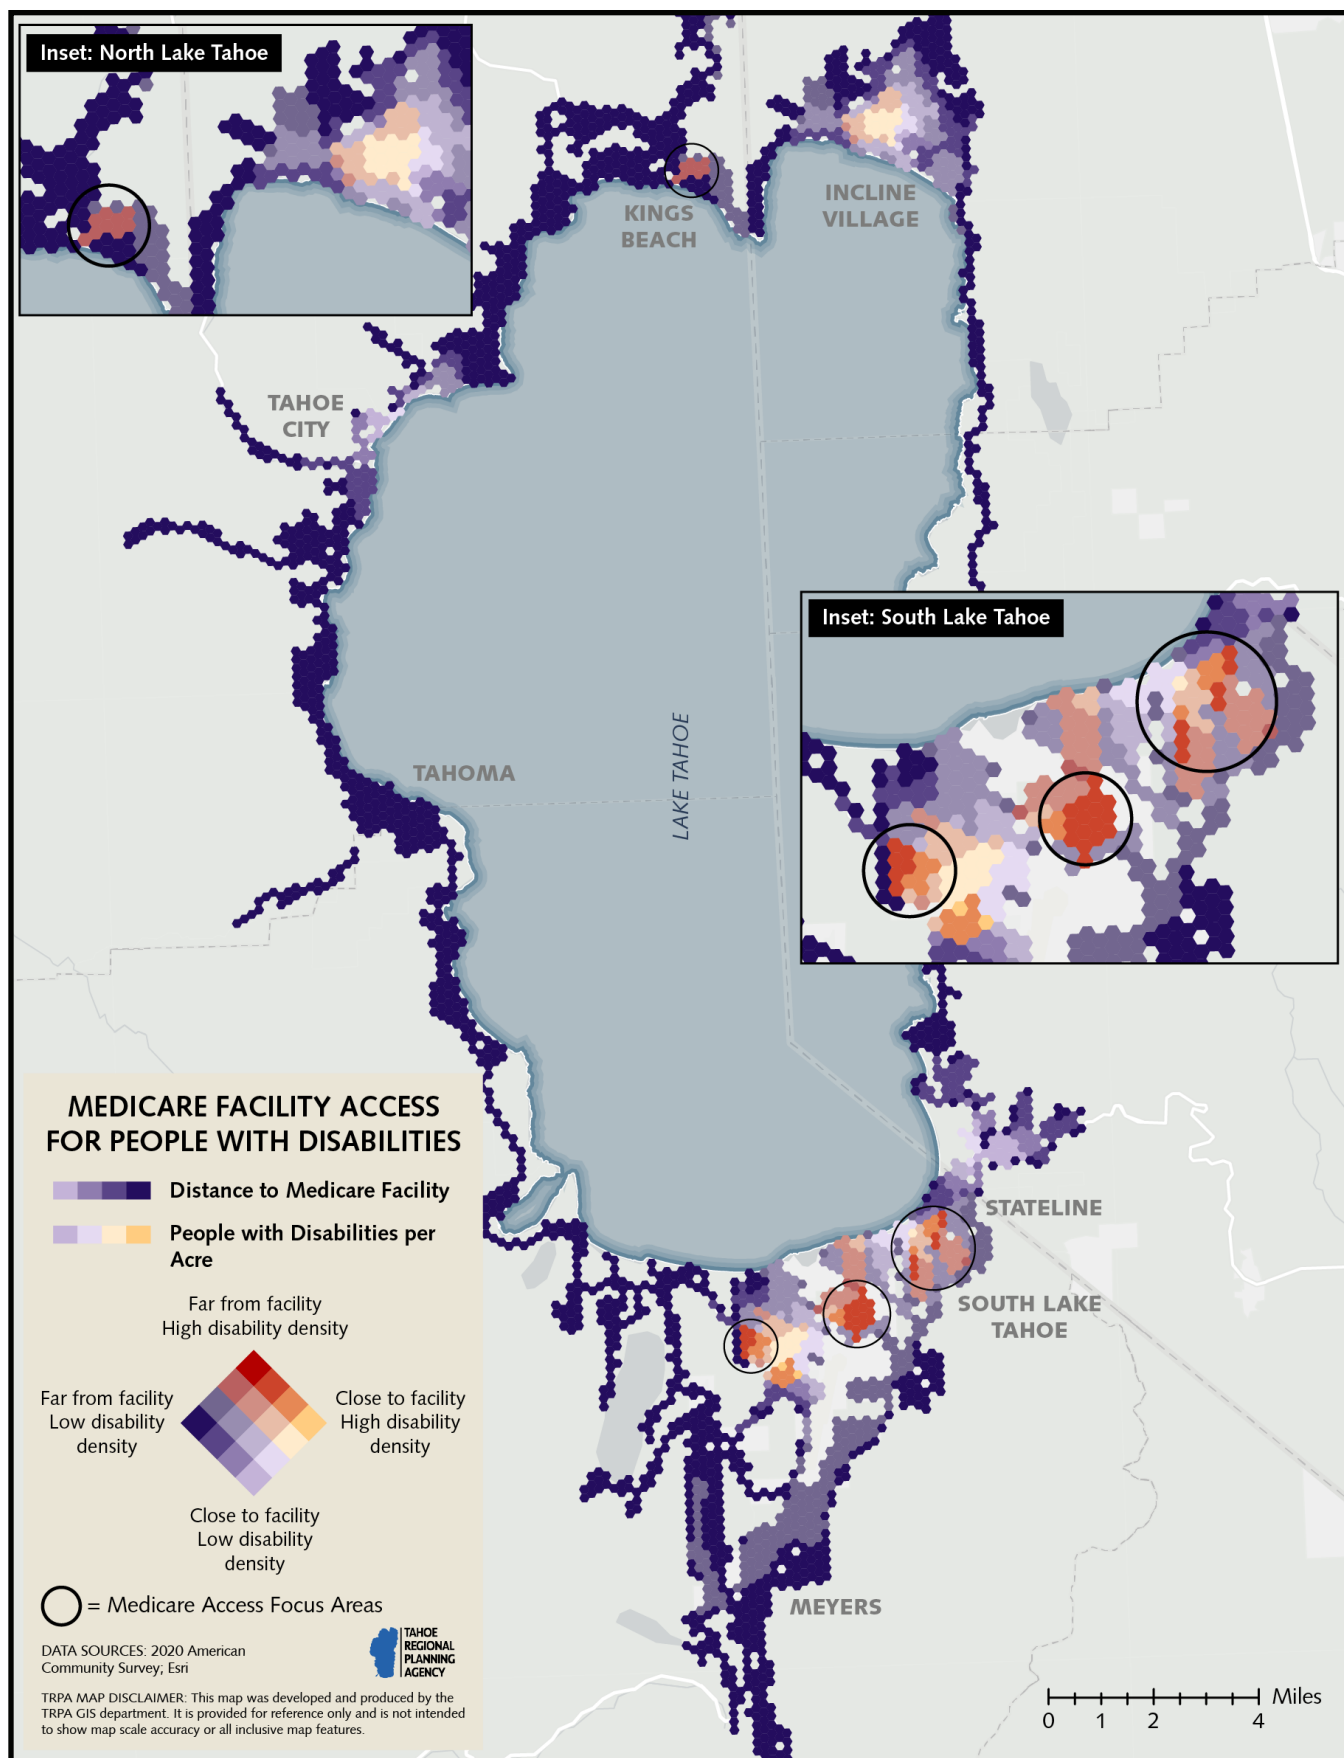 Inset: North Lake Tahoe
KINGS
BEACH
INCLINE
VILLAGE
TAHOE
CITY
Inset: South Lake Tahoe
TAHOMA
LAKE TAHOE
STATELINE
SOUTH LAKE
TAHOE
MEYERS
MEDICARE FACILITY ACCESS
FOR PEOPLE WITH DISABILITIES
Distance to Medicare Facility
People with Disabilities per
Acre
Far from facility
High disability density
Far from facility
Low disability
density
Close to facility
High disability
density
Close to facility
Low disability
density
= Medicare Access Focus Areas
DATA SOURCES: 2020 American
Community Survey; Esri
TAHOE
REGIONAL
PLANNING
AGENCY
TRPA MAP DISCLAIMER: This map was developed and produced by the
TRPA GIS department. It is provided for reference only and is not intended
to show map scale accuracy or all inclusive map features.
Miles
0 1 2 4